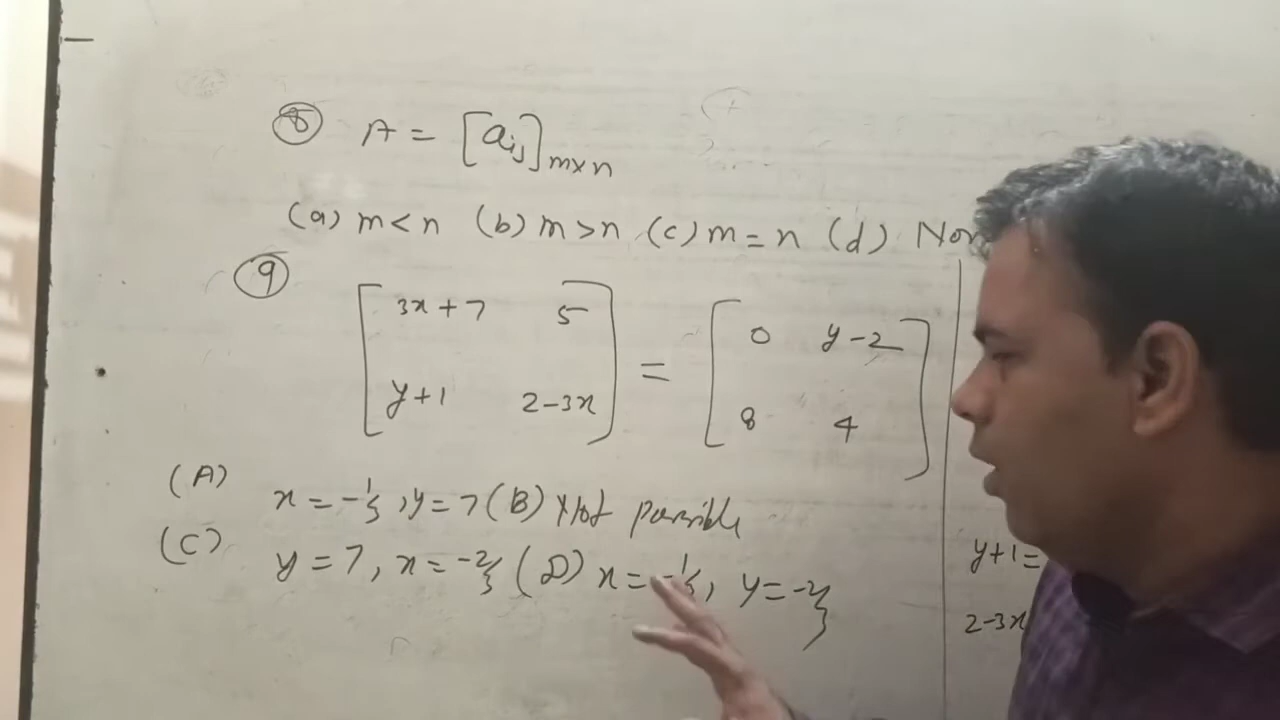 ⑧ A = [aij]m×n
(a) m < n (b) m > n (c) m = n (d) Non
⑨ [3x + 7 5] = [0 y - 2]
[y + 1 2 - 3x] [8 4]
(A) x = -1/3, y = 7 (B) Not possible
(C) y = 7, x = -2/3 (D) x = -1/3, y = -2/3
y + 1 =
2 - 3x